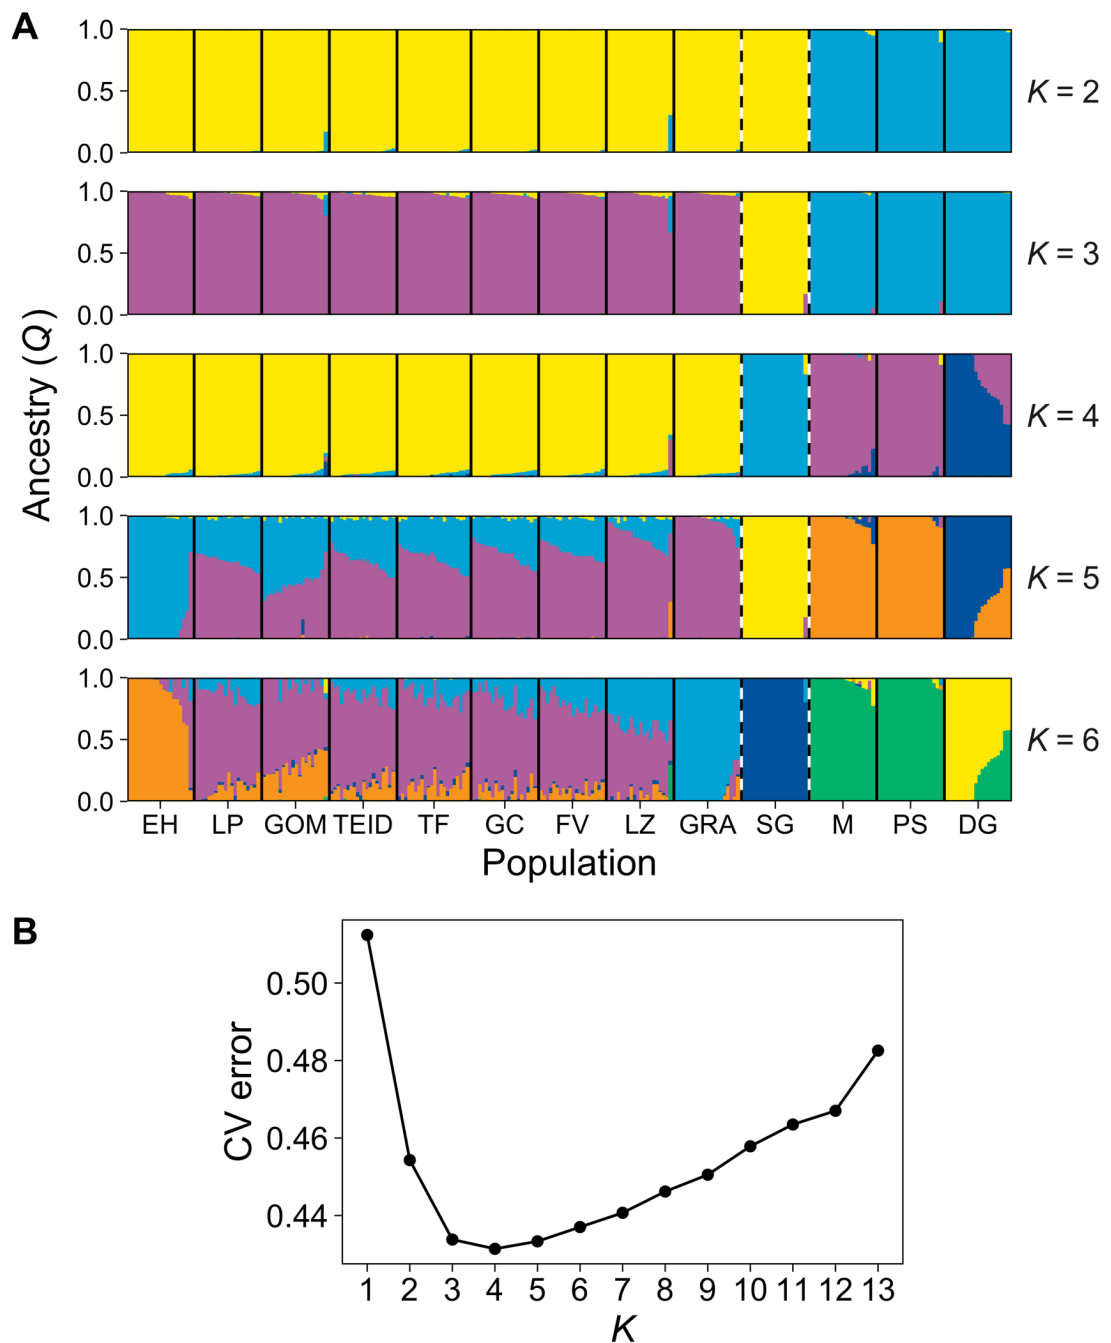 A
1.0
0.5
0.0
K = 2
1.0
0.5
0.0
K = 3
1.0
0.5
0.0
K = 4
1.0
0.5
0.0
K = 5
1.0
0.5
0.0
K = 6
Ancestry (Q)
EH LP GOM TEID TF GC FV LZ GRA SG M PS DG
Population
B
0.50
0.48
0.46
0.44
CV error
1 2 3 4 5 6 7 8 9 10 11 12 13
K